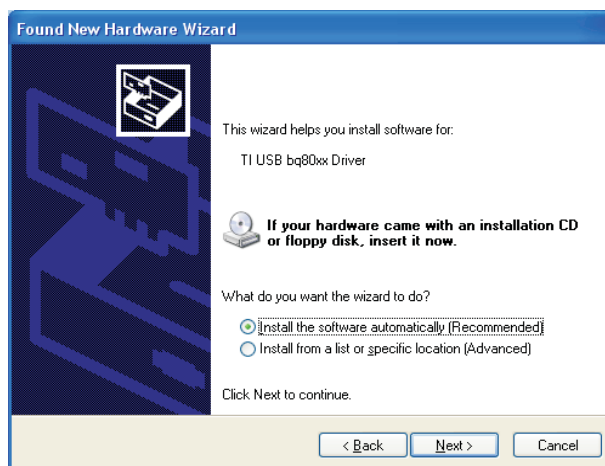 Found New Hardware Wizard
This wizard helps you install software for:
TI USB bq80xx Driver
If your hardware came with an installation CD
or floppy disk, insert it now.
What do you want the wizard to do?
Install the software automatically (Recommended)
Install from a list or specific location (Advanced)
Click Next to continue.
< Back Next > Cancel